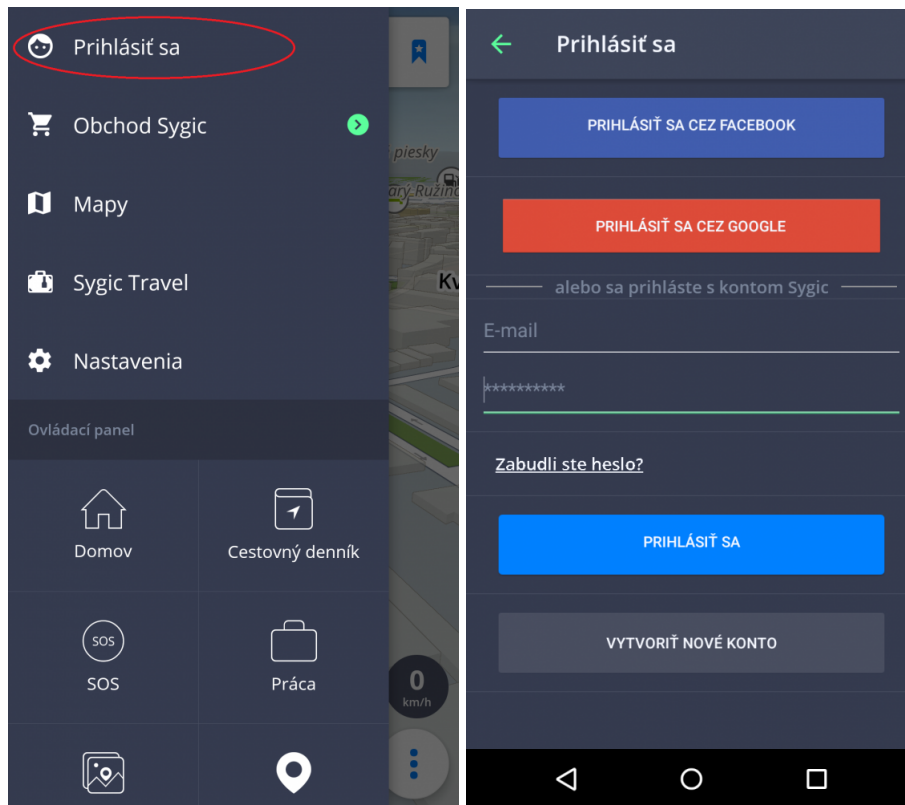 Prihlásiť sa
Obchod Sygic
Mapy
Sygic Travel
Nastavenia
Ovládací panel
Domov
Cestovný denník
SOS
SOS
Práca
piesky
Kv
0
km/h
Prihlásiť sa
PRIHLÁSIŤ SA CEZ FACEBOOK
PRIHLÁSIŤ SA CEZ GOOGLE
alebo sa prihláste s kontom Sygic
E-mail
**********
Zabudli ste heslo?
PRIHLÁSIŤ SA
VYTVORIŤ NOVÉ KONTO